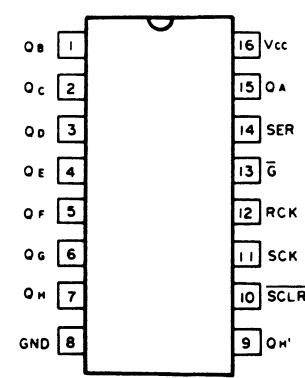 QB 1 16 Vcc
QC 2 15 QA
QD 3 14 SER
QE 4 13 G̅
QF 5 12 RCK
QG 6 11 SCK
QH 7 10 S̅C̅L̅R̅
GND 8 9 QH'